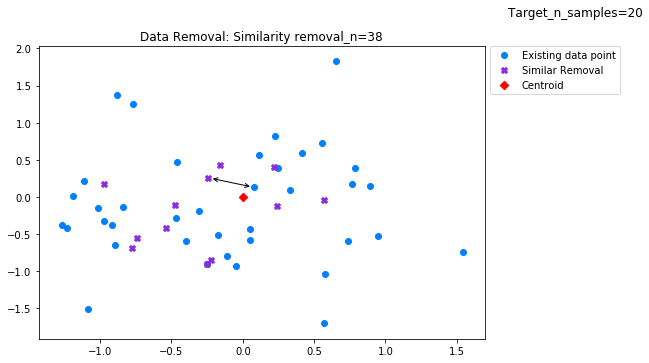 Target_n_samples=20
Data Removal: Similarity removal_n=38
Existing data point
Similar Removal
Centroid
2.0
1.5
1.0
0.5
0.0
−0.5
−1.0
−1.5
−1.0
−0.5
0.0
0.5
1.0
1.5